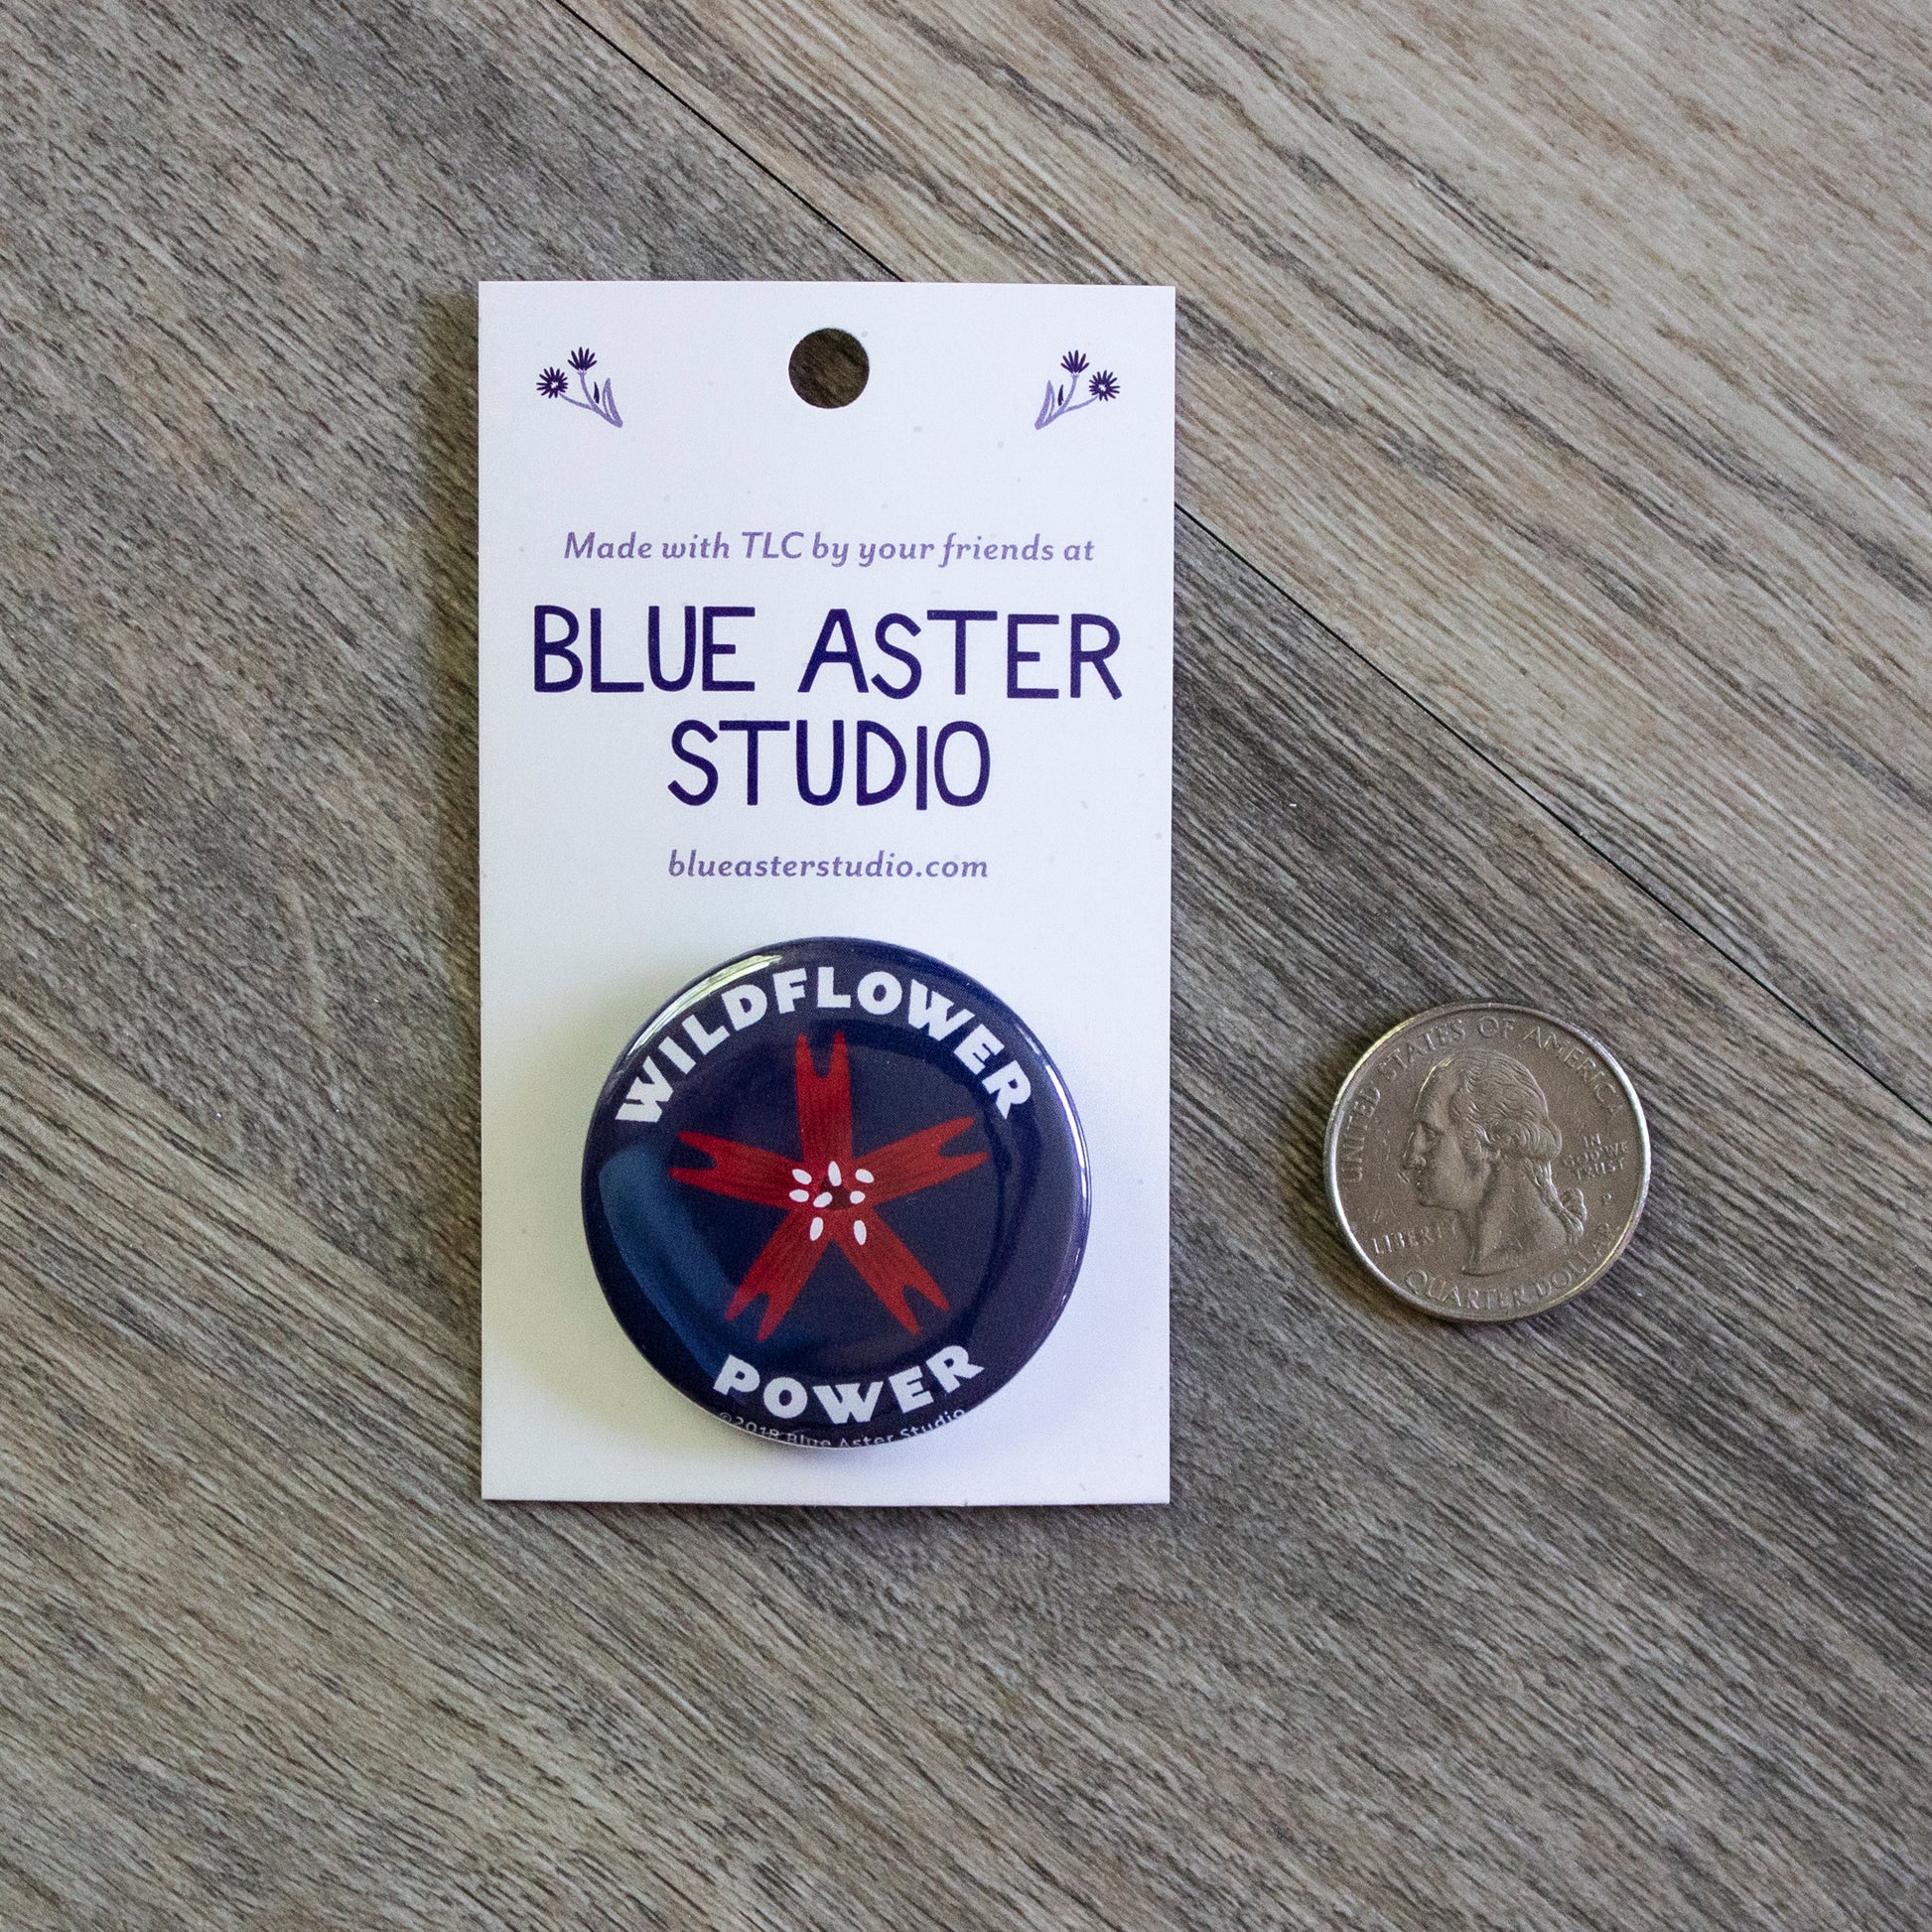 Made with TLC by your friends at
BLUE ASTER
STUDIO
blueasterstudio.com
WILDFLOWER
POWER
©2018 Blue Aster Studio
UNITED STATES OF AMERICA
IN
GOD WE
TRUST
P
LIBERTY
QUARTER DOLLAR